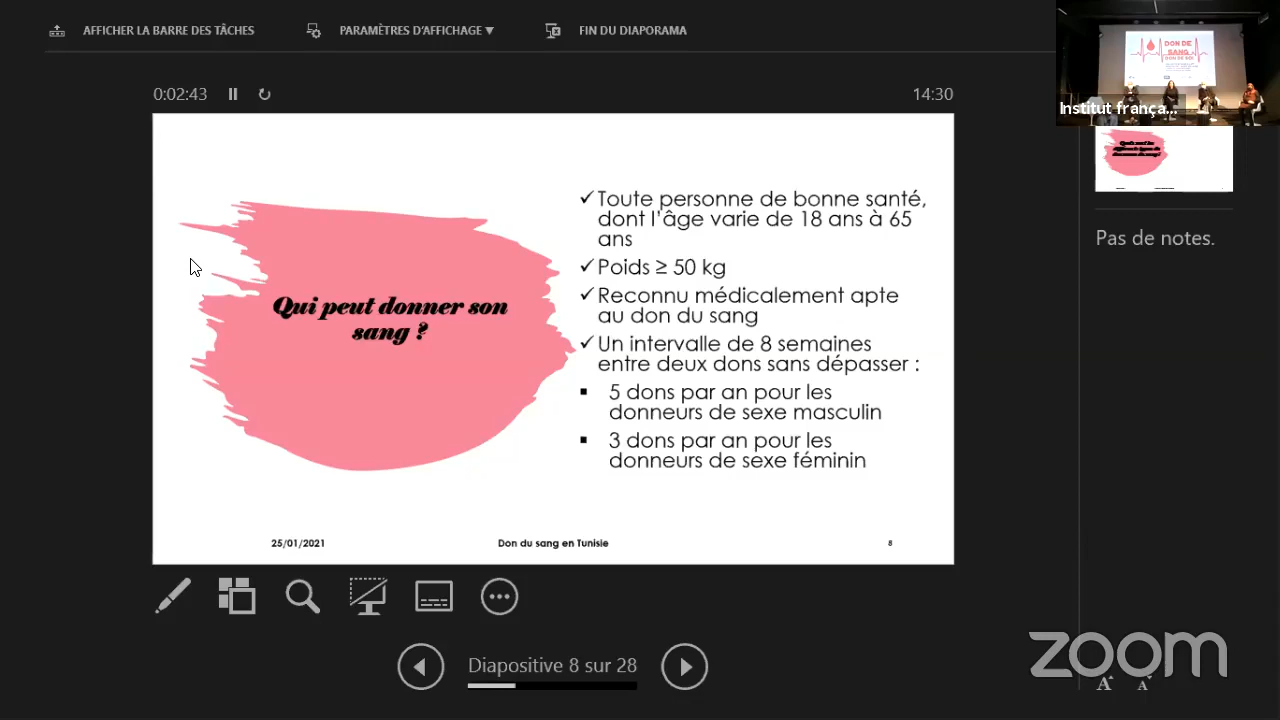 AFFICHER LA BARRE DES TÂCHES
PARAMÈTRES D'AFFICHAGE ▼
FIN DU DIAPORAMA
0:02:43
14:30
DON DE
SANG
Institut frança...
Qui peut donner son
sang ?
✓Toute personne de bonne santé,
dont l'âge varie de 18 ans à 65
ans
✓Poids ≥ 50 kg
✓Reconnu médicalement apte
au don du sang
✓Un intervalle de 8 semaines
entre deux dons sans dépasser :
▪ 5 dons par an pour les
donneurs de sexe masculin
▪ 3 dons par an pour les
donneurs de sexe féminin
25/01/2021
Don du sang en Tunisie
8
Pas de notes.
Diapositive 8 sur 28
zoom
A A